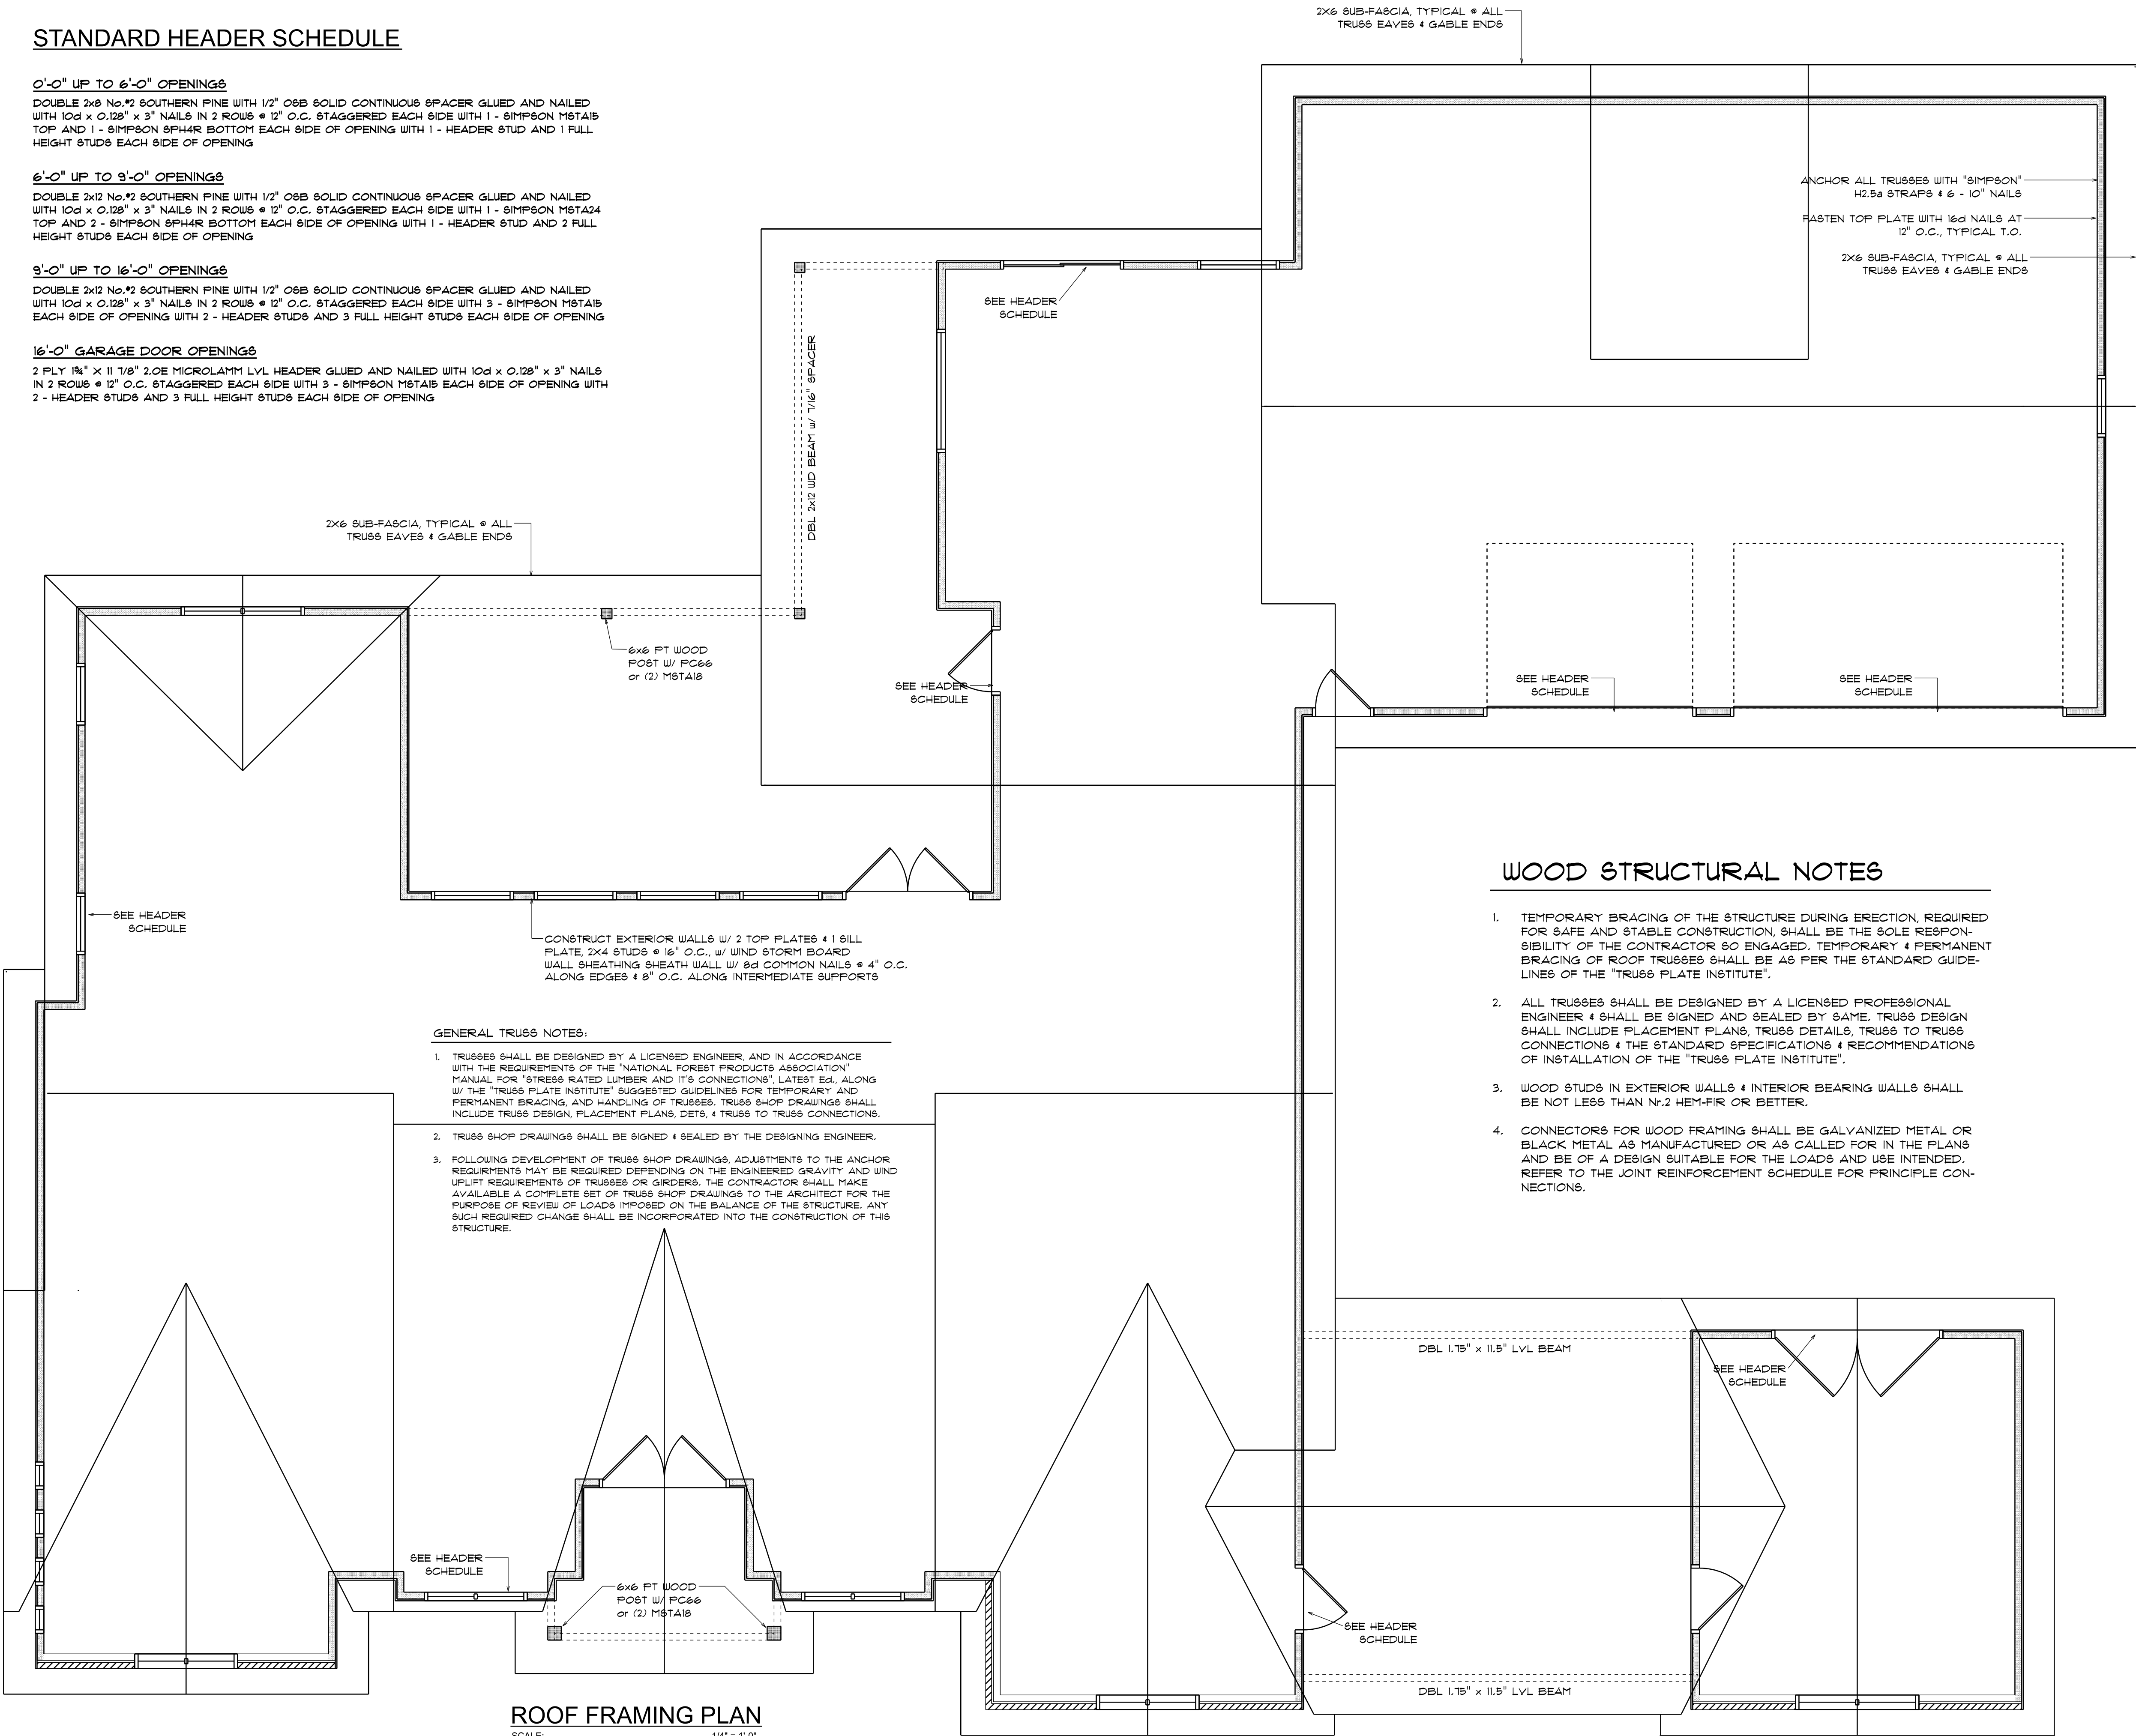 2X6 SUB-FASCIA, TYPICAL @ ALL
TRUSS EAVES & GABLE ENDS
STANDARD HEADER SCHEDULE
0'-0" UP TO 6'-0" OPENINGS
DOUBLE 2x8 No.#2 SOUTHERN PINE WITH 1/2" OSB SOLID CONTINUOUS SPACER GLUED AND NAILED
WITH 10d x 0.128" x 3" NAILS IN 2 ROWS @ 12" O.C. STAGGERED EACH SIDE WITH 1 - SIMPSON MSTA15
TOP AND 1 - SIMPSON SPH4R BOTTOM EACH SIDE OF OPENING WITH 1 - HEADER STUD AND 1 FULL
HEIGHT STUDS EACH SIDE OF OPENING
6'-0" UP TO 9'-0" OPENINGS
DOUBLE 2x12 No.#2 SOUTHERN PINE WITH 1/2" OSB SOLID CONTINUOUS SPACER GLUED AND NAILED
WITH 10d x 0.128" x 3" NAILS IN 2 ROWS @ 12" O.C. STAGGERED EACH SIDE WITH 1 - SIMPSON MSTA24
TOP AND 2 - SIMPSON SPH4R BOTTOM EACH SIDE OF OPENING WITH 1 - HEADER STUD AND 2 FULL
HEIGHT STUDS EACH SIDE OF OPENING
9'-0" UP TO 16'-0" OPENINGS
DOUBLE 2x12 No.#2 SOUTHERN PINE WITH 1/2" OSB SOLID CONTINUOUS SPACER GLUED AND NAILED
WITH 10d x 0.128" x 3" NAILS IN 2 ROWS @ 12" O.C. STAGGERED EACH SIDE WITH 3 - SIMPSON MSTA15
EACH SIDE OF OPENING WITH 2 - HEADER STUDS AND 3 FULL HEIGHT STUDS EACH SIDE OF OPENING
16'-0" GARAGE DOOR OPENINGS
2 PLY 1¾" X 11 7/8" 2.0E MICROLAMM LVL HEADER GLUED AND NAILED WITH 10d x 0.128" x 3" NAILS
IN 2 ROWS @ 12" O.C. STAGGERED EACH SIDE WITH 3 - SIMPSON MSTA15 EACH SIDE OF OPENING WITH
2 - HEADER STUDS AND 3 FULL HEIGHT STUDS EACH SIDE OF OPENING
ANCHOR ALL TRUSSES WITH "SIMPSON"
H2.5a STRAPS & 6 - 10" NAILS
FASTEN TOP PLATE WITH 16d NAILS AT
12" O.C., TYPICAL T.O.
2X6 SUB-FASCIA, TYPICAL @ ALL
TRUSS EAVES & GABLE ENDS
SEE HEADER
SCHEDULE
DBL 2x12 WD BEAM w/ 7/16" SPACER
2X6 SUB-FASCIA, TYPICAL @ ALL
TRUSS EAVES & GABLE ENDS
6x6 PT WOOD
POST W/ PC66
or (2) MSTA18
SEE HEADER
SCHEDULE
SEE HEADER
SCHEDULE
SEE HEADER
SCHEDULE
SEE HEADER
SCHEDULE
CONSTRUCT EXTERIOR WALLS W/ 2 TOP PLATES & 1 SILL
PLATE, 2X4 STUDS @ 16" O.C., w/ WIND STORM BOARD
WALL SHEATHING SHEATH WALL W/ 8d COMMON NAILS @ 4" O.C.
ALONG EDGES & 8" O.C. ALONG INTERMEDIATE SUPPORTS
WOOD STRUCTURAL NOTES
1. TEMPORARY BRACING OF THE STRUCTURE DURING ERECTION, REQUIRED
FOR SAFE AND STABLE CONSTRUCTION, SHALL BE THE SOLE RESPON-
SIBILITY OF THE CONTRACTOR SO ENGAGED. TEMPORARY & PERMANENT
BRACING OF ROOF TRUSSES SHALL BE AS PER THE STANDARD GUIDE-
LINES OF THE "TRUSS PLATE INSTITUTE".
2. ALL TRUSSES SHALL BE DESIGNED BY A LICENSED PROFESSIONAL
ENGINEER & SHALL BE SIGNED AND SEALED BY SAME. TRUSS DESIGN
SHALL INCLUDE PLACEMENT PLANS, TRUSS DETAILS, TRUSS TO TRUSS
CONNECTIONS & THE STANDARD SPECIFICATIONS & RECOMMENDATIONS
OF INSTALLATION OF THE "TRUSS PLATE INSTITUTE".
3. WOOD STUDS IN EXTERIOR WALLS & INTERIOR BEARING WALLS SHALL
BE NOT LESS THAN Nr.2 HEM-FIR OR BETTER.
4. CONNECTORS FOR WOOD FRAMING SHALL BE GALVANIZED METAL OR
BLACK METAL AS MANUFACTURED OR AS CALLED FOR IN THE PLANS
AND BE OF A DESIGN SUITABLE FOR THE LOADS AND USE INTENDED.
REFER TO THE JOINT REINFORCEMENT SCHEDULE FOR PRINCIPLE CON-
NECTIONS.
GENERAL TRUSS NOTES:
1. TRUSSES SHALL BE DESIGNED BY A LICENSED ENGINEER, AND IN ACCORDANCE
WITH THE REQUIREMENTS OF THE "NATIONAL FOREST PRODUCTS ASSOCIATION"
MANUAL FOR "STRESS RATED LUMBER AND IT'S CONNECTIONS", LATEST Ed., ALONG
W/ THE "TRUSS PLATE INSTITUTE" SUGGESTED GUIDELINES FOR TEMPORARY AND
PERMANENT BRACING, AND HANDLING OF TRUSSES. TRUSS SHOP DRAWINGS SHALL
INCLUDE TRUSS DESIGN, PLACEMENT PLANS, DETS, & TRUSS TO TRUSS CONNECTIONS.
2. TRUSS SHOP DRAWINGS SHALL BE SIGNED & SEALED BY THE DESIGNING ENGINEER.
3. FOLLOWING DEVELOPMENT OF TRUSS SHOP DRAWINGS, ADJUSTMENTS TO THE ANCHOR
REQUIRMENTS MAY BE REQUIRED DEPENDING ON THE ENGINEERED GRAVITY AND WIND
UPLIFT REQUIREMENTS OF TRUSSES OR GIRDERS. THE CONTRACTOR SHALL MAKE
AVAILABLE A COMPLETE SET OF TRUSS SHOP DRAWINGS TO THE ARCHITECT FOR THE
PURPOSE OF REVIEW OF LOADS IMPOSED ON THE BALANCE OF THE STRUCTURE. ANY
SUCH REQUIRED CHANGE SHALL BE INCORPORATED INTO THE CONSTRUCTION OF THIS
STRUCTURE.
DBL 1.75" x 11.5" LVL BEAM
SEE HEADER
SCHEDULE
SEE HEADER
SCHEDULE
6x6 PT WOOD
POST W/ PC66
or (2) MSTA18
SEE HEADER
SCHEDULE
DBL 1.75" x 11.5" LVL BEAM
ROOF FRAMING PLAN
SCALE: 1/4" = 1'-0"